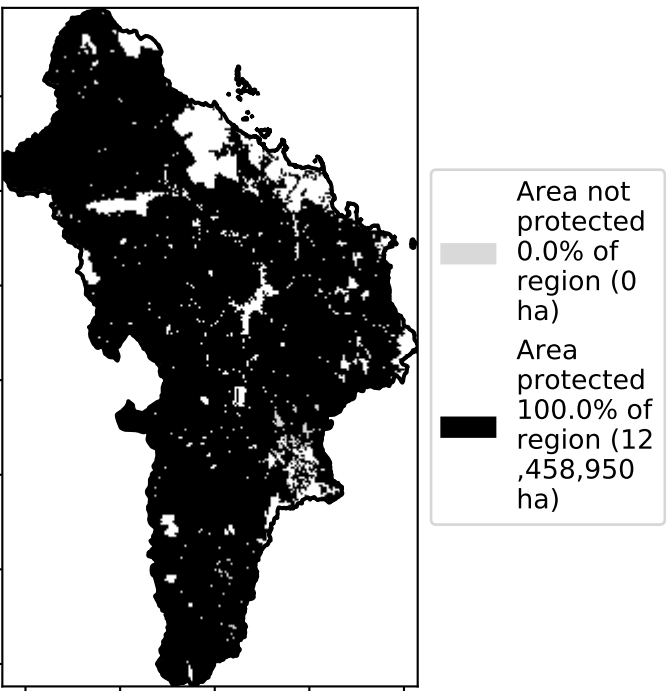 Area not
protected
0.0% of
region (0
ha)
Area
protected
100.0% of
region (12
,458,950
ha)